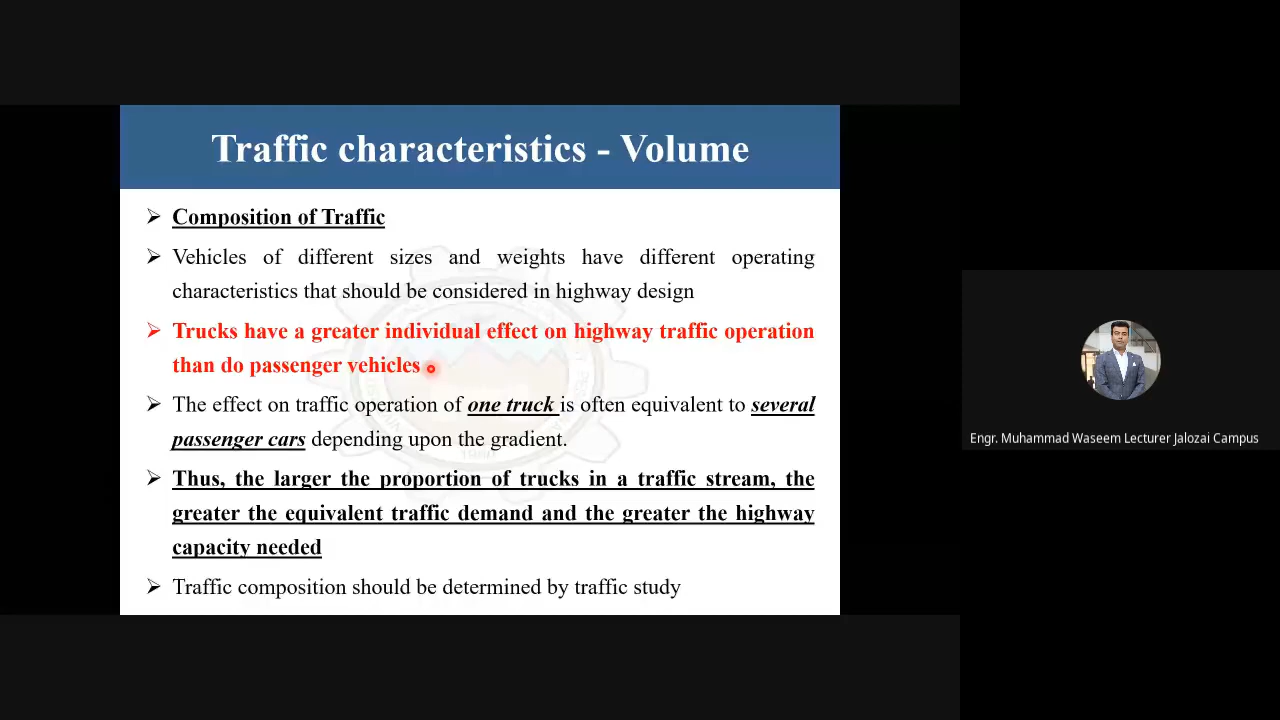 Traffic characteristics - Volume
➢ Composition of Traffic
➢ Vehicles of different sizes and weights have different operating
characteristics that should be considered in highway design
➢ Trucks have a greater individual effect on highway traffic operation
than do passenger vehicles
➢ The effect on traffic operation of one truck is often equivalent to several
passenger cars depending upon the gradient.
➢ Thus, the larger the proportion of trucks in a traffic stream, the
greater the equivalent traffic demand and the greater the highway
capacity needed
➢ Traffic composition should be determined by traffic study
Engr. Muhammad Waseem Lecturer Jalozai Campus